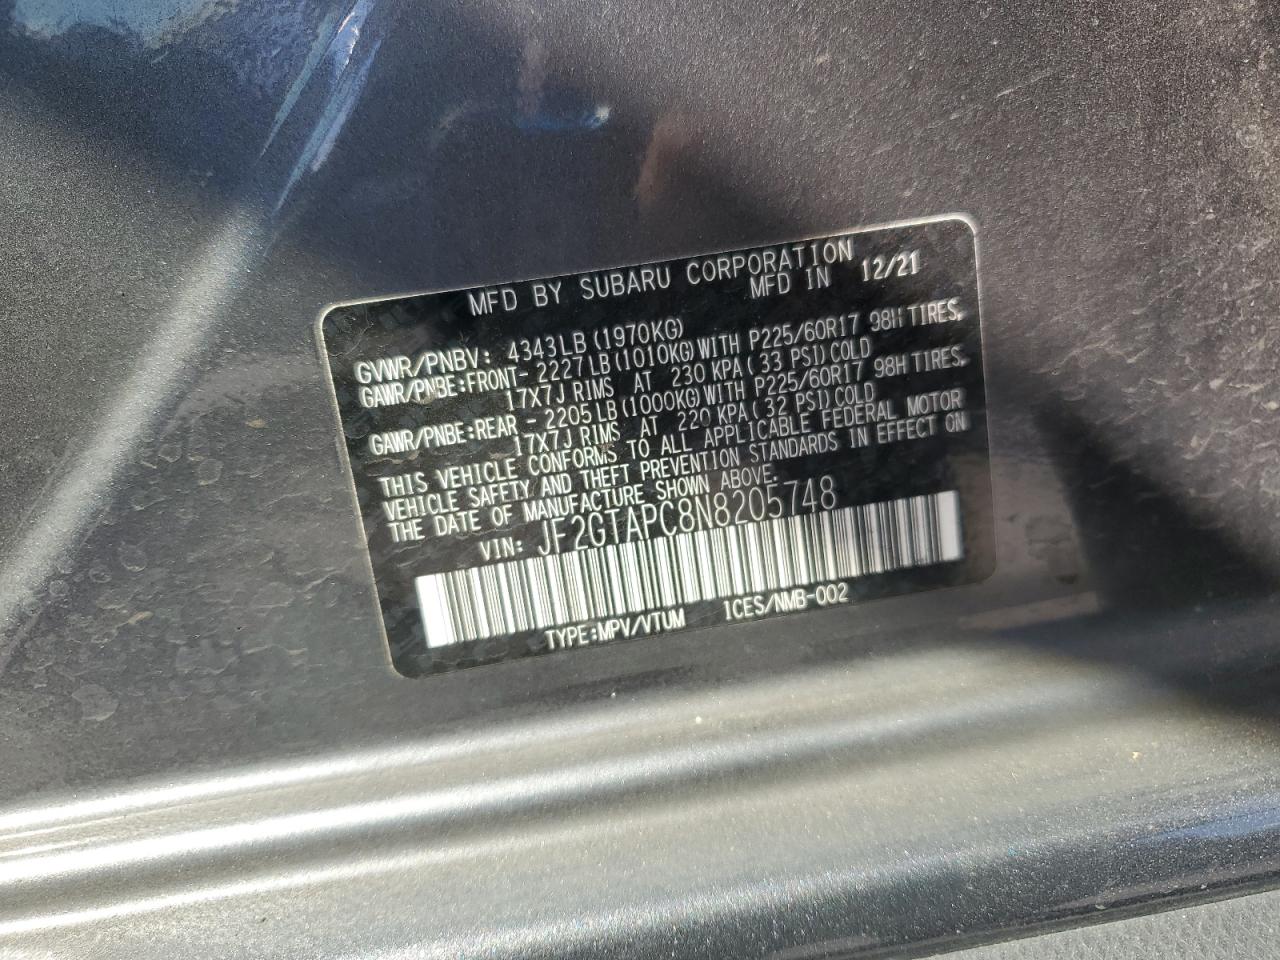 MFD BY SUBARU CORPORATION
MFD IN 12/21
GVWR/PNBV: 4343LB(1970KG)
GAWR/PNBE:FRONT- 2227LB(1010KG)WITH P225/60R17 98H TIRES,
17X7J RIMS AT 230 KPA(33 PSI)COLD
GAWR/PNBE:REAR - 2205LB(1000KG)WITH P225/60R17 98H TIRES,
17X7J RIMS AT 220 KPA(32 PSI)COLD
THIS VEHICLE CONFORMS TO ALL APPLICABLE FEDERAL MOTOR
VEHICLE SAFETY AND THEFT PREVENTION STANDARDS IN EFFECT ON
THE DATE OF MANUFACTURE SHOWN ABOVE.
VIN: JF2GTAPC8N8205748
TYPE:MPV/VTUM ICES/NMB-002